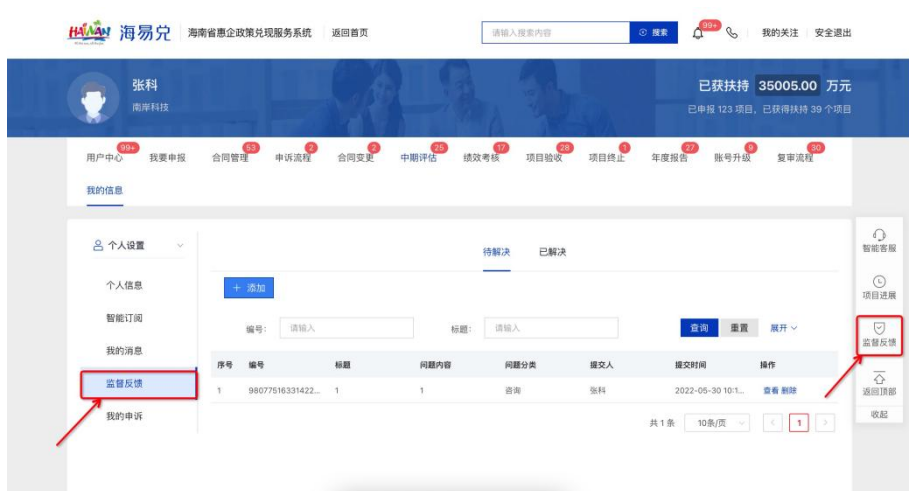 HAINAN 海易兑 海南省惠企政策兑现服务系统 返回首页 请输入搜索内容 搜索 99+ 我的关注 安全退出
张科
南岸科技
已获扶持 35005.00 万元
已申报 123 项目，已获得扶持 39 个项目
99+ 53 2 2 25 17 28 1 27 9 30
用户中心 我要申报 合同管理 申诉流程 合同变更 中期评估 绩效考核 项目验收 项目终止 年度报告 账号升级 复审流程
我的信息
个人设置
个人信息
智能订阅
我的消息
监督反馈
我的申诉
待解决 已解决
+ 添加
编号： 请输入 标题： 请输入 查询 重置 展开
序号 编号 标题 问题内容 问题分类 提交人 提交时间 操作
1 98077516331422... 1 1 咨询 张科 2022-05-30 10:1... 查看 删除
共 1 条 10条/页 < 1 >
智能客服
项目进展
监督反馈
返回顶部
收起